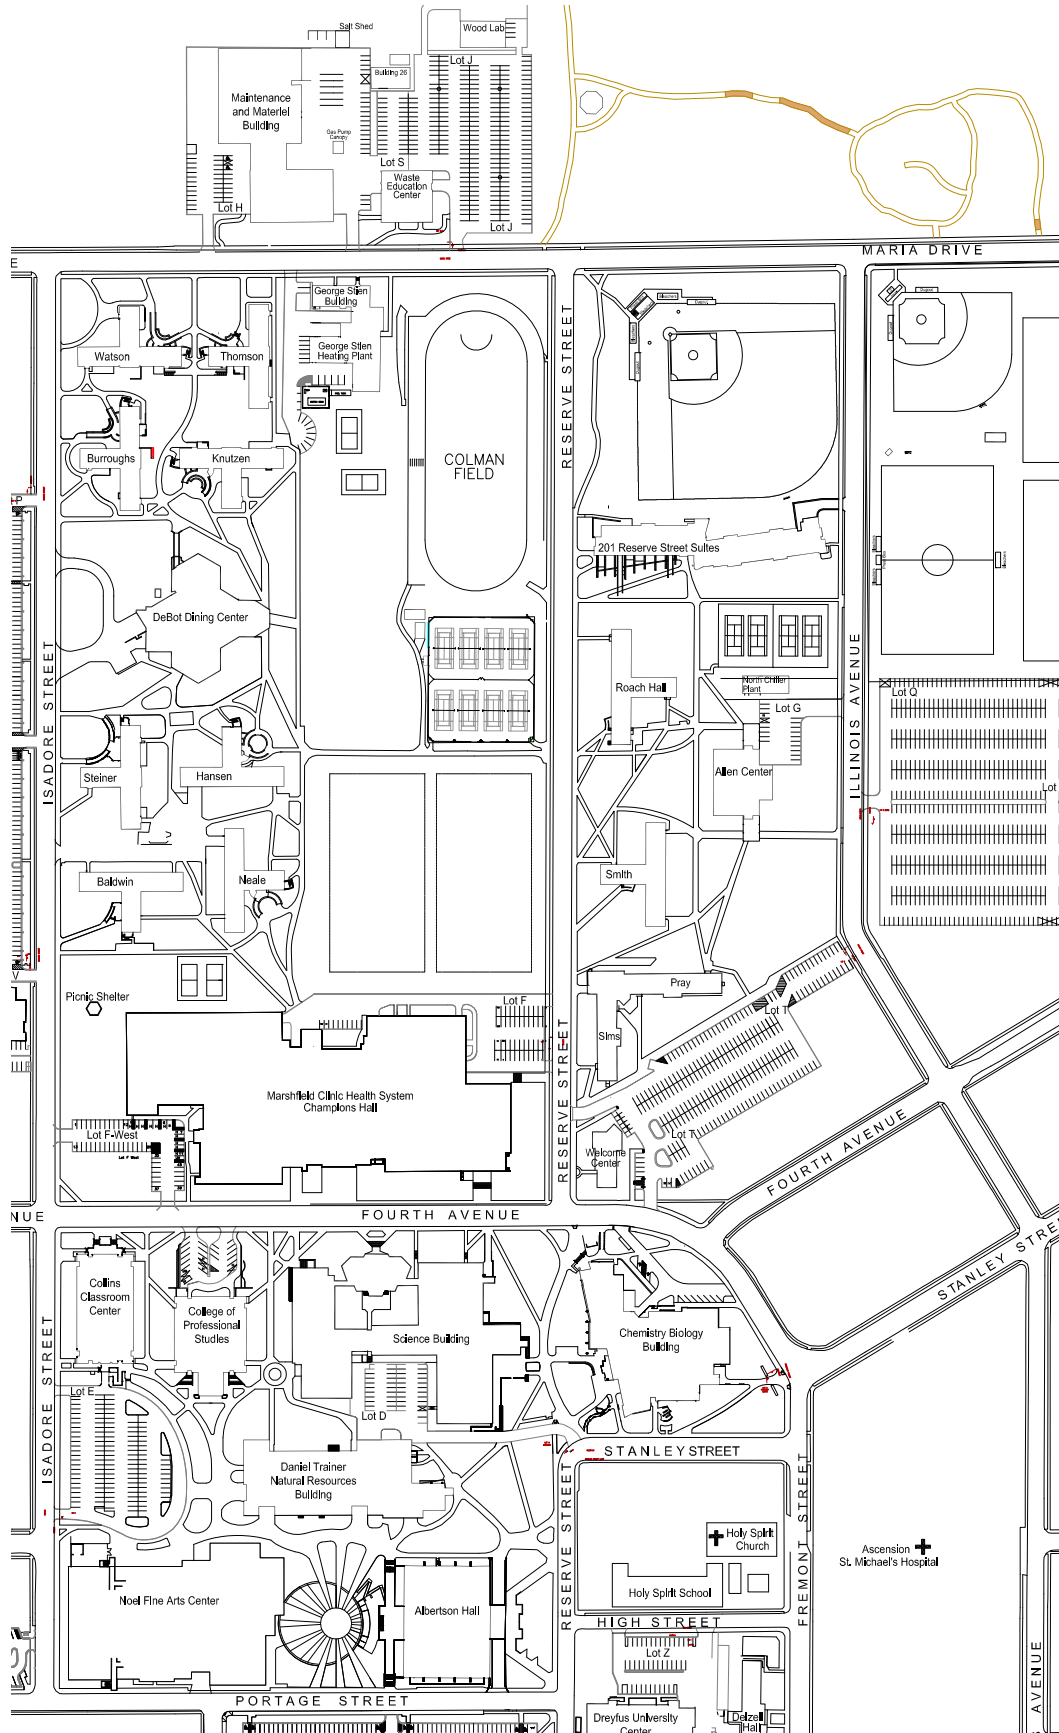 Salt Shed
Wood Lab
Lot J
Building 26
Maintenance
and Materiel
Building
Gas Pump
Canopy
Lot S
Waste
Education
Center
Lot H
Lot J
MARIA DRIVE
E
George Stien
Building
George Stien
Heating Plant
Watson
Thomson
RESERVE STREET
Burroughs
Knutzen
COLMAN
FIELD
P
201 Reserve Street Suites
DeBot Dining Center
ISADORE STREET
ILLINOIS AVENUE
Roach Hall
North Chiller
Plant
Lot Q
Lot G
Steiner
Hansen
Allen Center
Lot
Baldwin
Neale
Smith
V
Picnic Shelter
Lot F
Pray
Lot T
Sims
RESERVE STREET
Marshfield Clinic Health System
Champions Hall
Lot F-West
Lot F West
Lot T
Welcome
Center
FOURTH AVENUE
NUE
FOURTH AVENUE
STANLEY STREE
Collins
Classroom
Center
College of
Professional
Studies
Science Building
Chemistry Biology
Building
ISADORE STREET
Lot E
Lot D
STANLEY STREET
Daniel Trainer
Natural Resources
Building
RESERVE STREET
FREMONT STREET
Holy Spirit
Church
Ascension
St. Michael's Hospital
Holy Spirit School
Noel Fine Arts Center
Albertson Hall
HIGH STREET
Lot Z
PORTAGE STREET
Dreyfus University
Center
Delzell
Hall
AVENUE